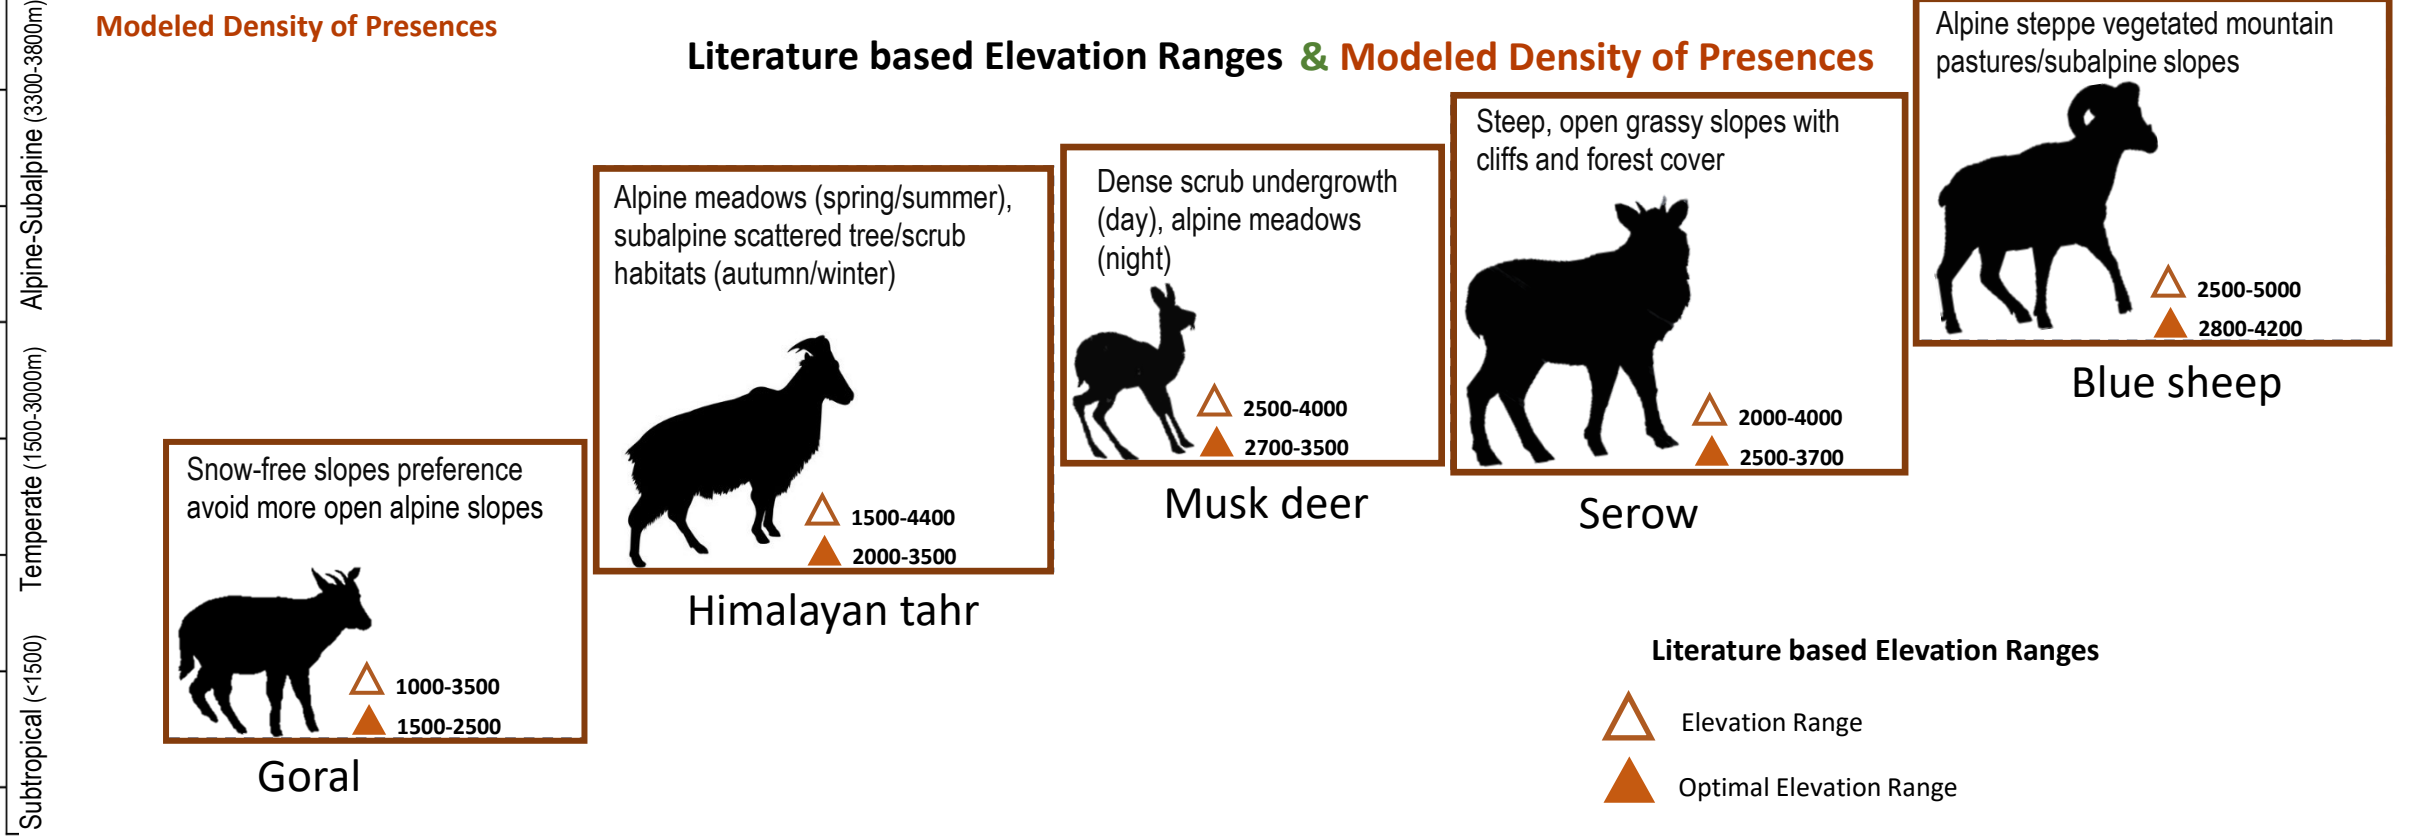 Modeled Density of Presences
Literature based Elevation Ranges & Modeled Density of Presences
Alpine-Subalpine (3300-3800m)
Temperate (1500-3000m)
Subtropical (<1500)
Snow-free slopes preference
avoid more open alpine slopes
1000-3500
1500-2500
Goral
Alpine meadows (spring/summer),
subalpine scattered tree/scrub
habitats (autumn/winter)
1500-4400
2000-3500
Himalayan tahr
Dense scrub undergrowth
(day), alpine meadows
(night)
2500-4000
2700-3500
Musk deer
Steep, open grassy slopes with
cliffs and forest cover
2000-4000
2500-3700
Serow
Alpine steppe vegetated mountain
pastures/subalpine slopes
2500-5000
2800-4200
Blue sheep
Literature based Elevation Ranges
Elevation Range
Optimal Elevation Range